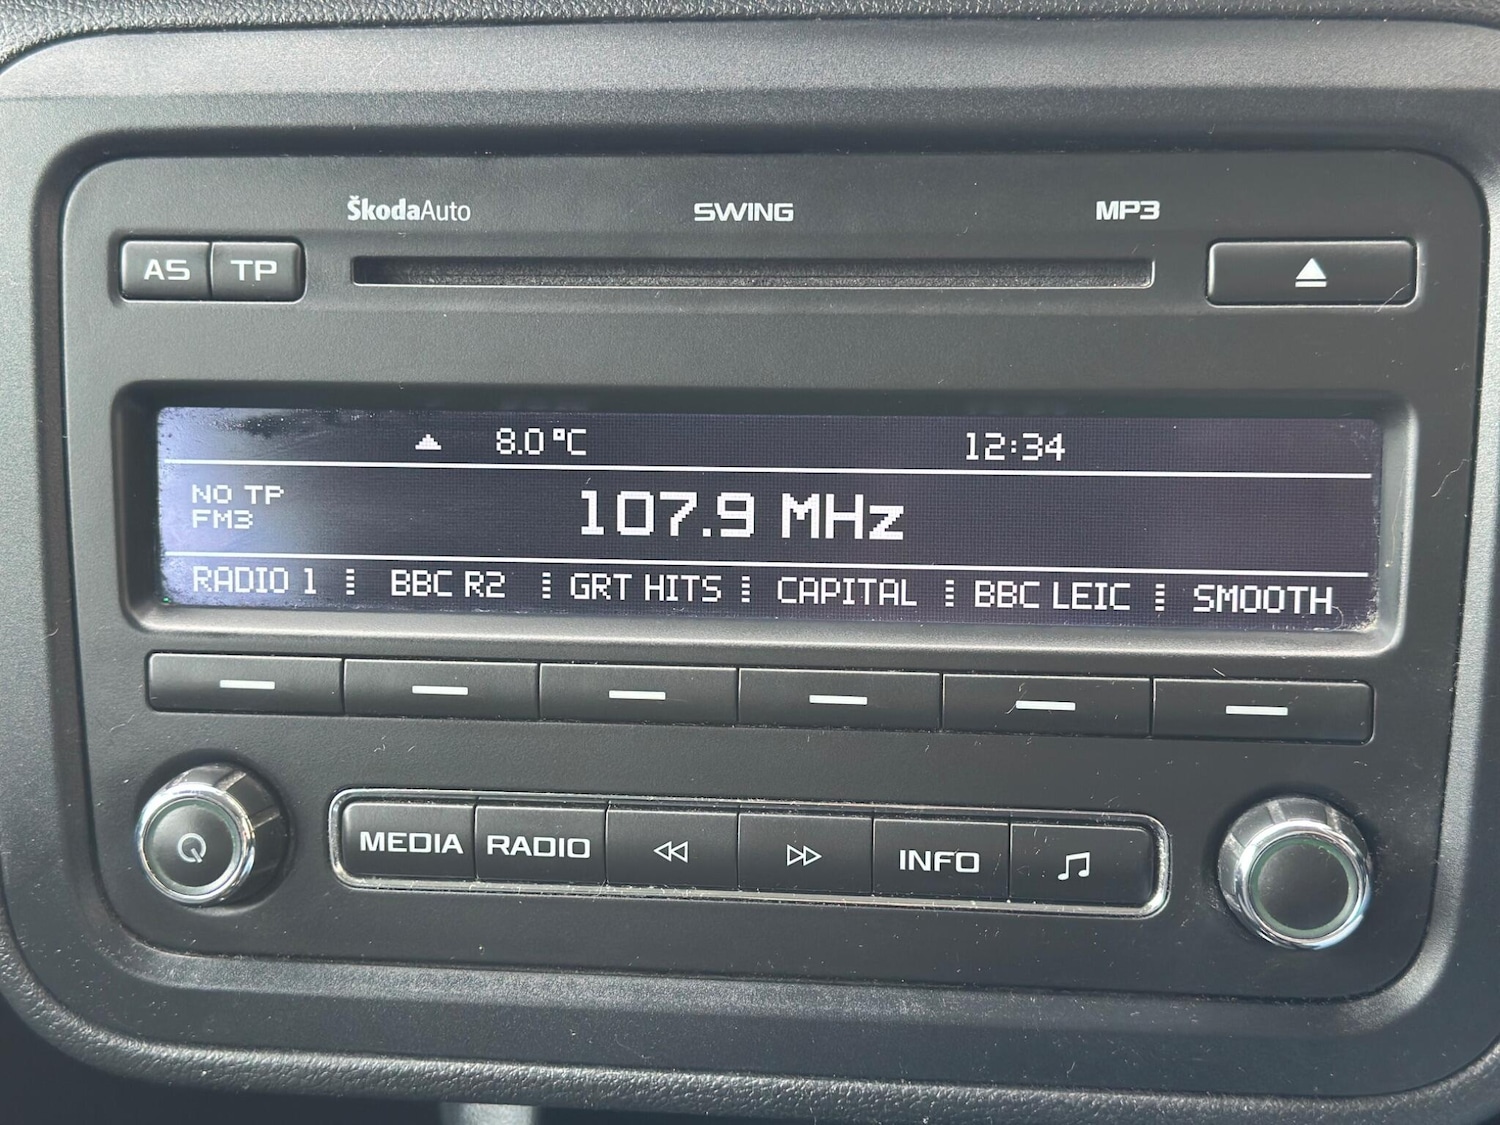 ŠkodaAuto SWING MP3
AS TP
8.0°C 12:34
NO TP
FM3
107.9 MHz
RADIO 1 BBC R2 GRT HITS CAPITAL BBC LEIC SMOOTH
MEDIA RADIO INFO